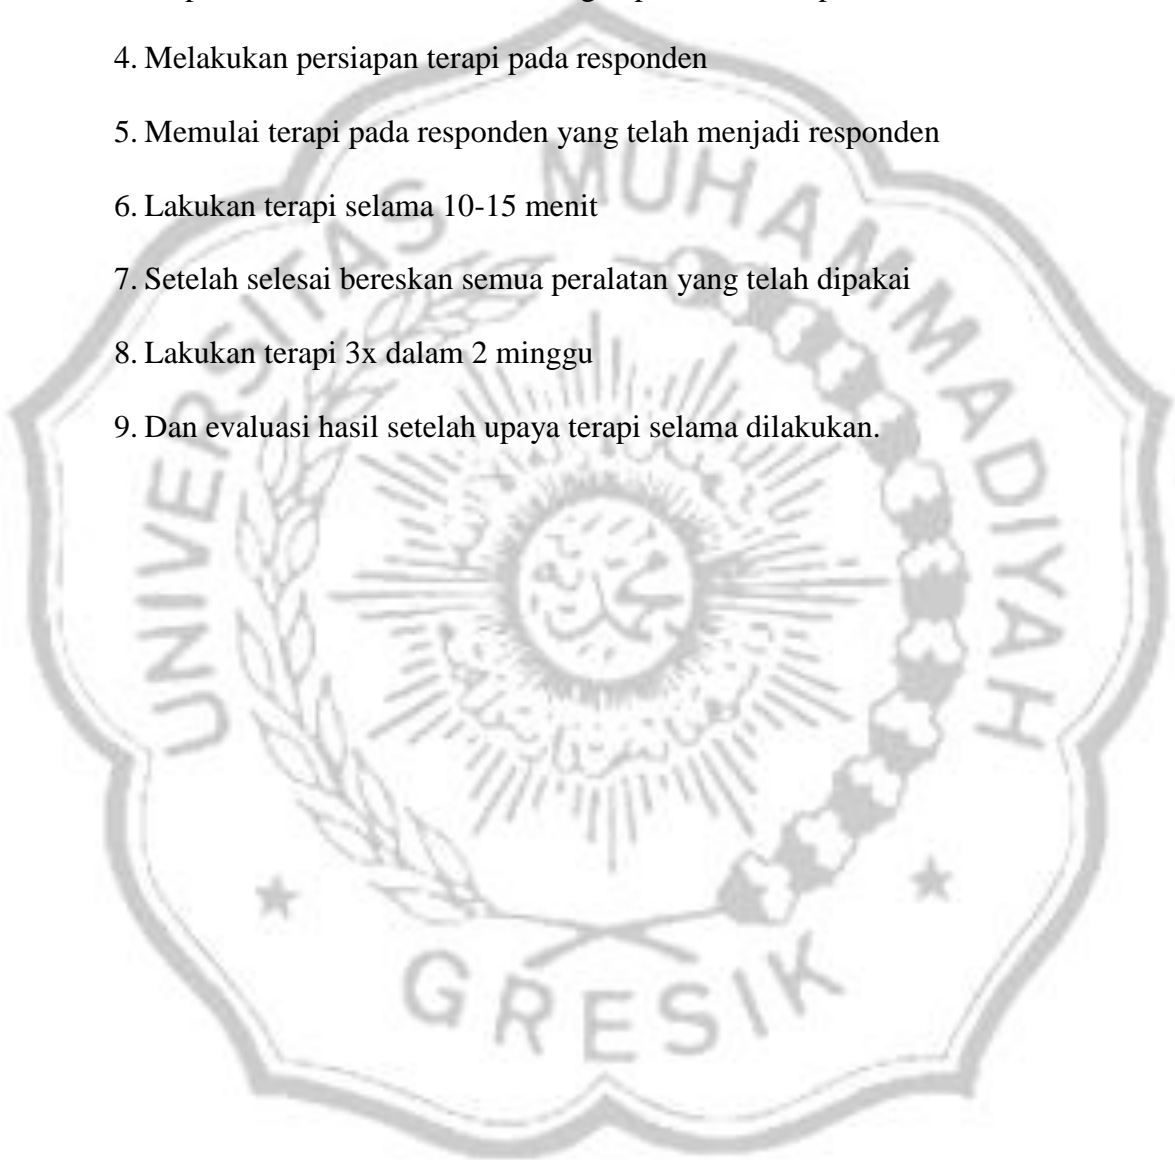 4. Melakukan persiapan terapi pada responden
5. Memulai terapi pada responden yang telah menjadi responden
6. Lakukan terapi selama 10-15 menit
7. Setelah selesai bereskan semua peralatan yang telah dipakai
8. Lakukan terapi 3x dalam 2 minggu
9. Dan evaluasi hasil setelah upaya terapi selama dilakukan.
UNIVERSITAS MUHAMMADIYAH
GRESIK